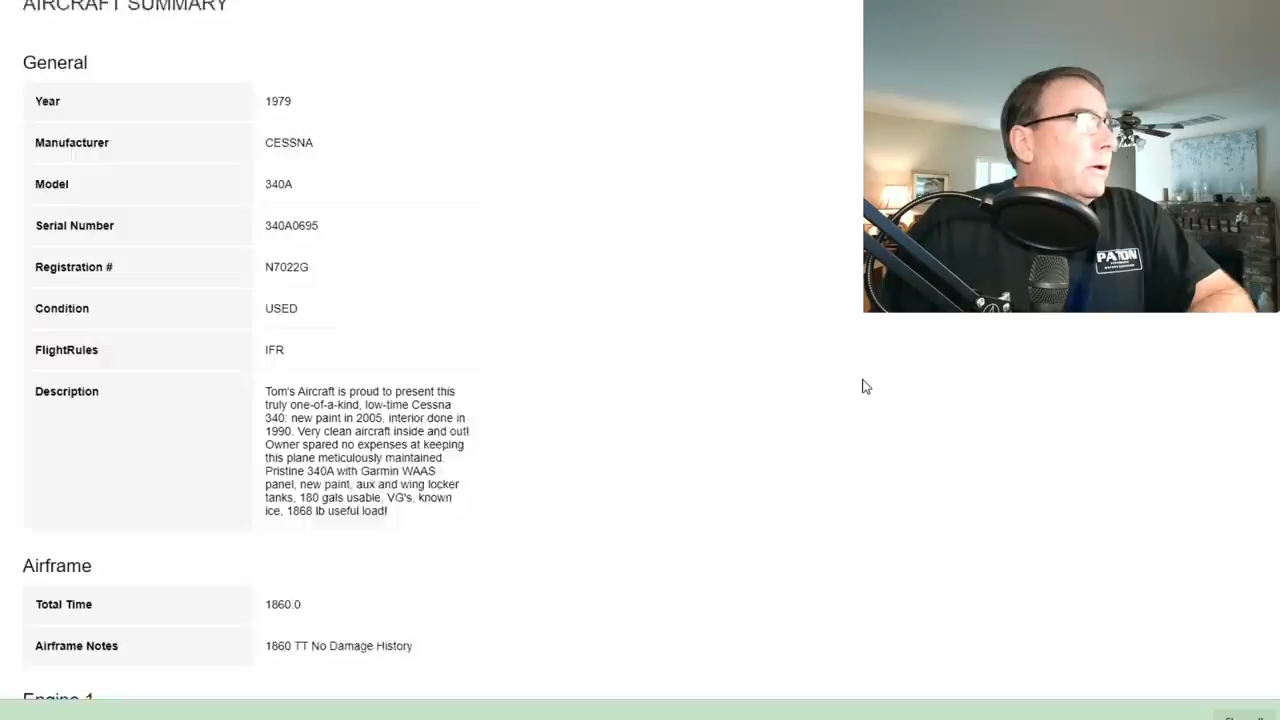 AIRCRAFT SUMMARY
General
Year 1979
Manufacturer CESSNA
Model 340A
Serial Number 340A0695
Registration # N7022G
Condition USED
FlightRules IFR
Description Tom's Aircraft is proud to present this
truly one-of-a-kind, low-time Cessna
340: new paint in 2005, interior done in
1990. Very clean aircraft inside and out!
Owner spared no expenses at keeping
this plane meticulously maintained.
Pristine 340A with Garmin WAAS
panel, new paint, aux and wing locker
tanks, 180 gals usable, VG's, known
ice, 1868 lb useful load!
Airframe
Total Time 1860.0
Airframe Notes 1860 TT No Damage History
Engine 1
PATON